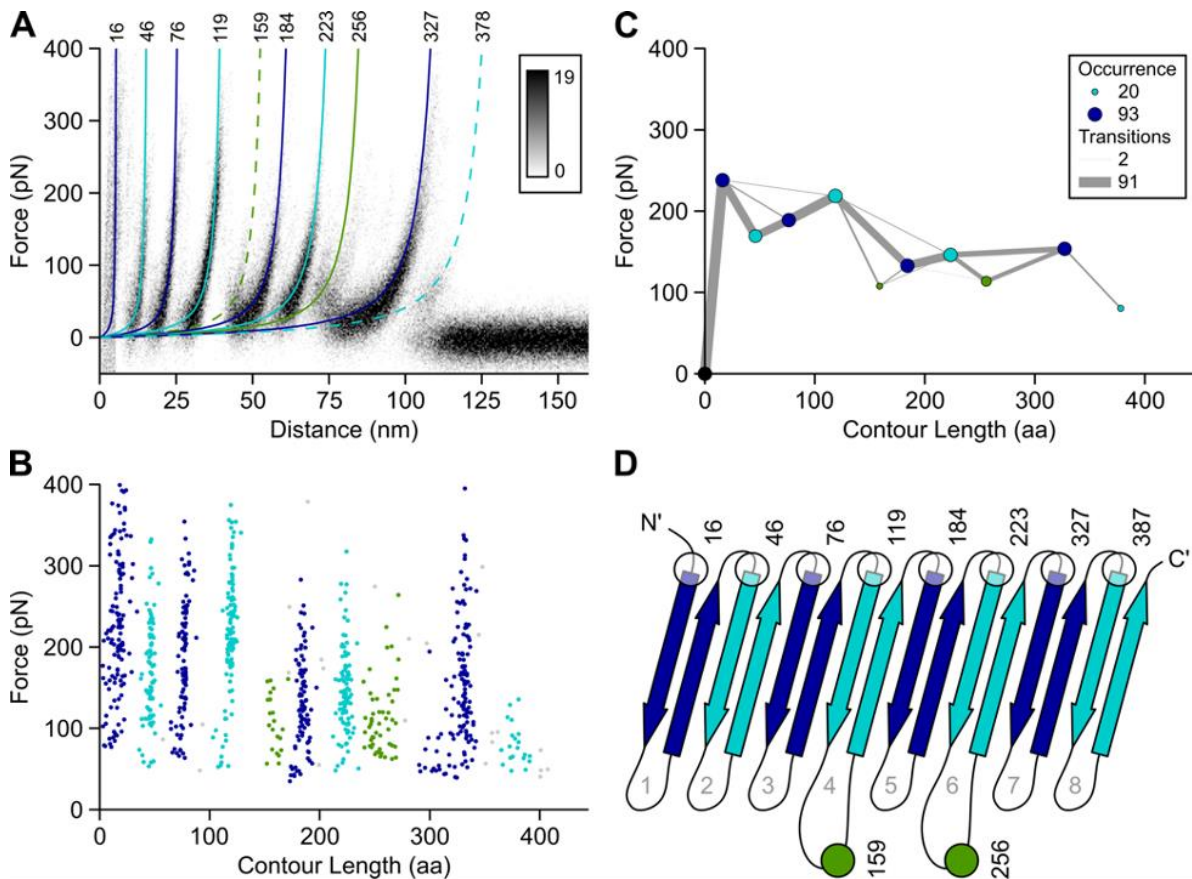 A
16 46 76 119 159 184 223 256 327 378
400
300
200
100
0
Force (pN)
19
0
0 25 50 75 100 125 150
Distance (nm)
B
400
300
200
100
0
Force (pN)
0 100 200 300 400
Contour Length (aa)
C
400
300
200
100
0
Force (pN)
Occurrence
20
93
Transitions
2
91
0 100 200 300 400
Contour Length (aa)
D
N' 16 46 76 119 184 223 327 387 C'
1 2 3 4 5 6 7 8
159 256